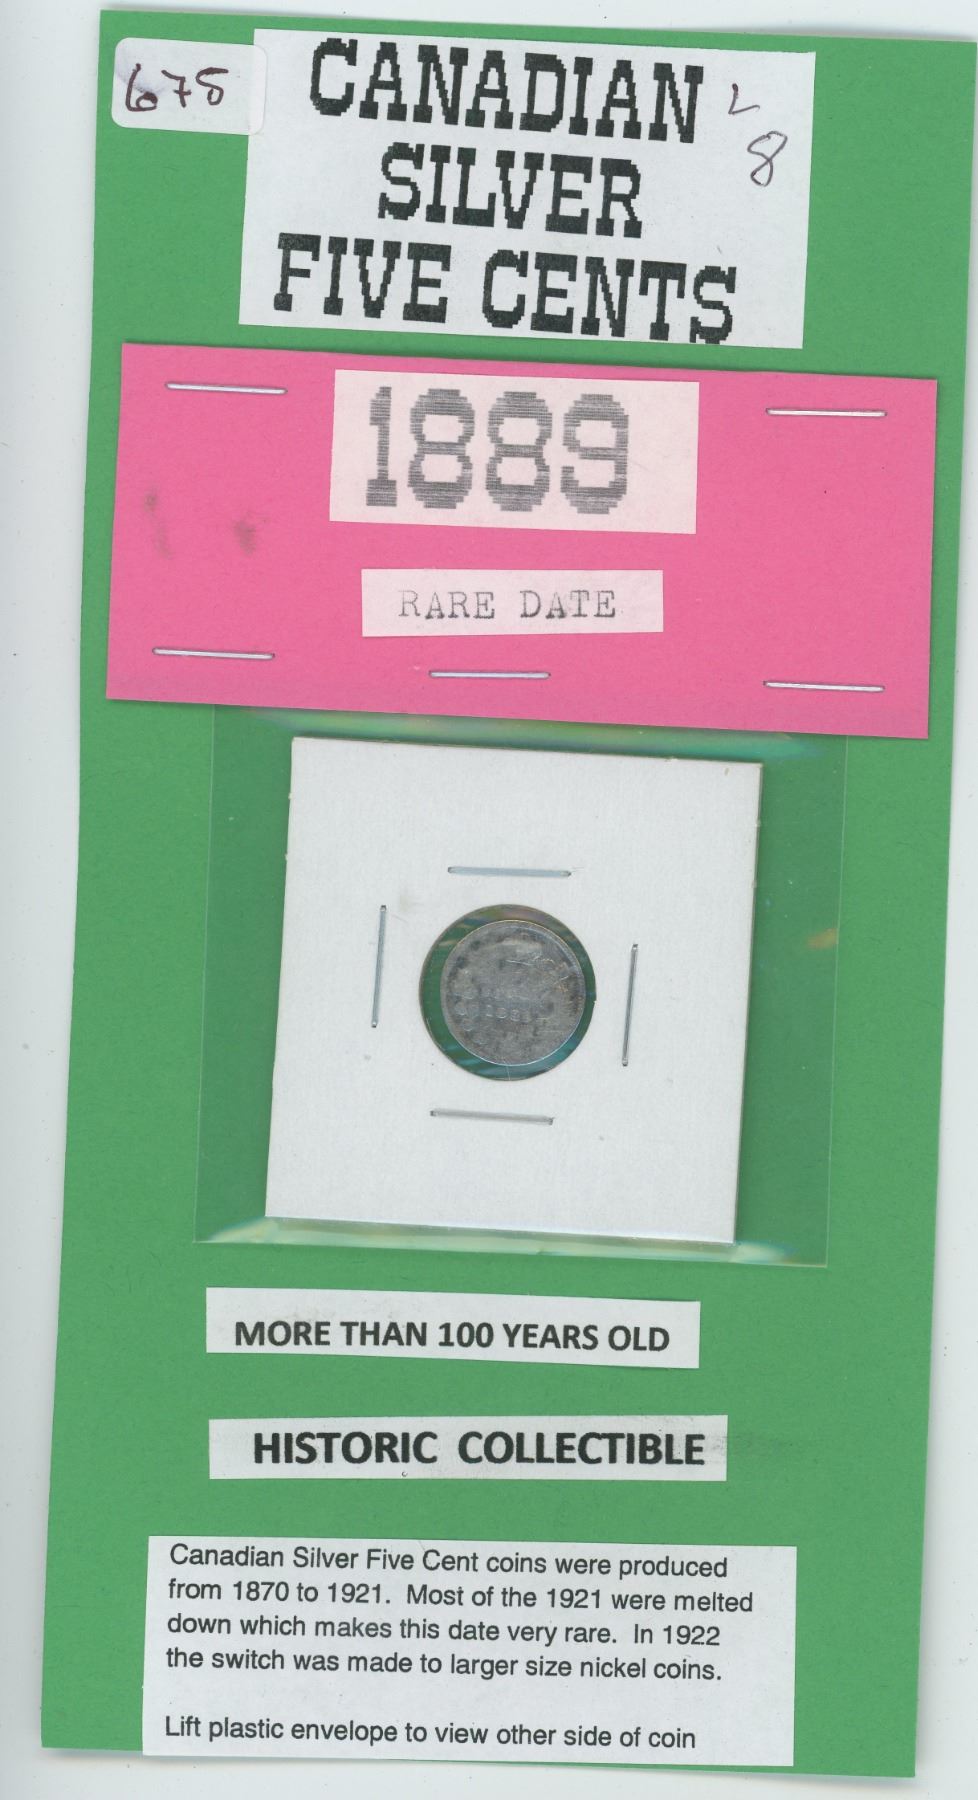 675
CANADIAN
SILVER
FIVE CENTS
8
1889
RARE DATE
MORE THAN 100 YEARS OLD
HISTORIC COLLECTIBLE
Canadian Silver Five Cent coins were produced
from 1870 to 1921. Most of the 1921 were melted
down which makes this date very rare. In 1922
the switch was made to larger size nickel coins.
Lift plastic envelope to view other side of coin